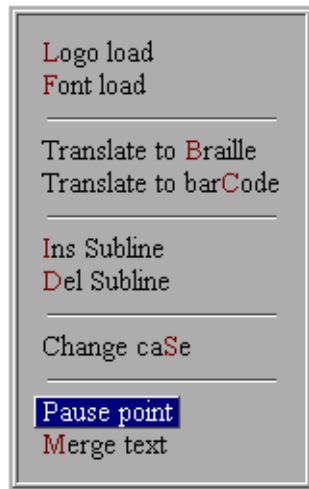 Logo load
Font load
Translate to Braille
Translate to barCode
Ins Subline
Del Subline
Change caSe
Pause point
Merge text